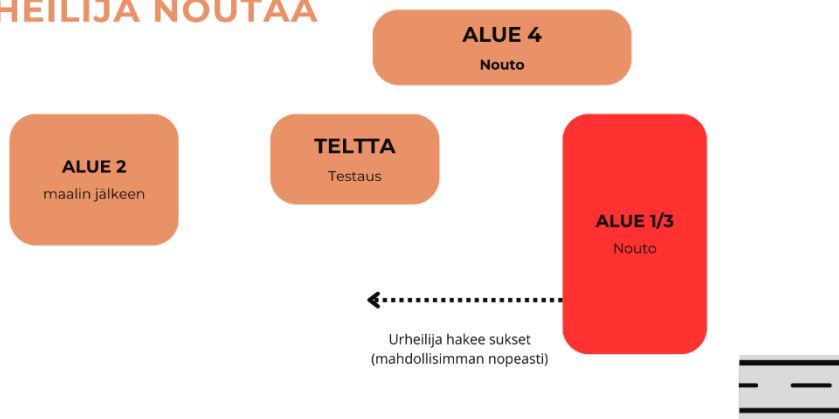 HEILIJA NOUTAA
ALUE 4
Nouto
ALUE 2
maalin jälkeen
TELTTA
Testaus
ALUE 1/3
Nouto
Urheilija hakee sukset
(mahdollisimman nopeasti)